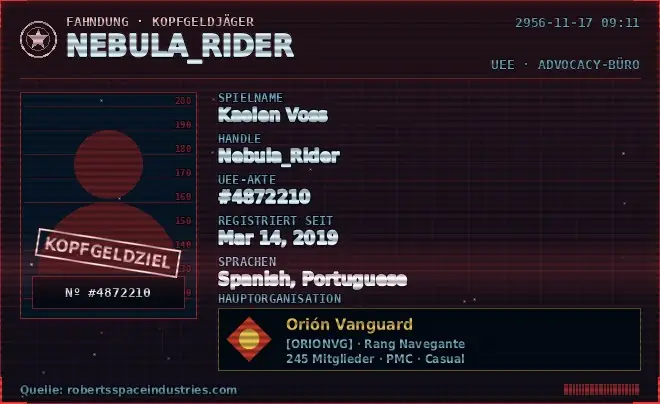 FAHNDUNG · KOPFGELDJÄGER
NEBULA_RIDER
2956-11-17 09:11
UEE · ADVOCACY-BÜRO
200
190
180
170
160
150
140
KOPFGELDZIEL
Nº #4872210
SPIELNAME
Kaelen Voss
HANDLE
Nebula_Rider
UEE-AKTE
#4872210
REGISTRIERT SEIT
Mar 14, 2019
SPRACHEN
Spanish, Portuguese
HAUPTORGANISATION
Orión Vanguard
[ORIONVG] · Rang Navegante
245 Mitglieder · PMC · Casual
Quelle: robertsspaceindustries.com